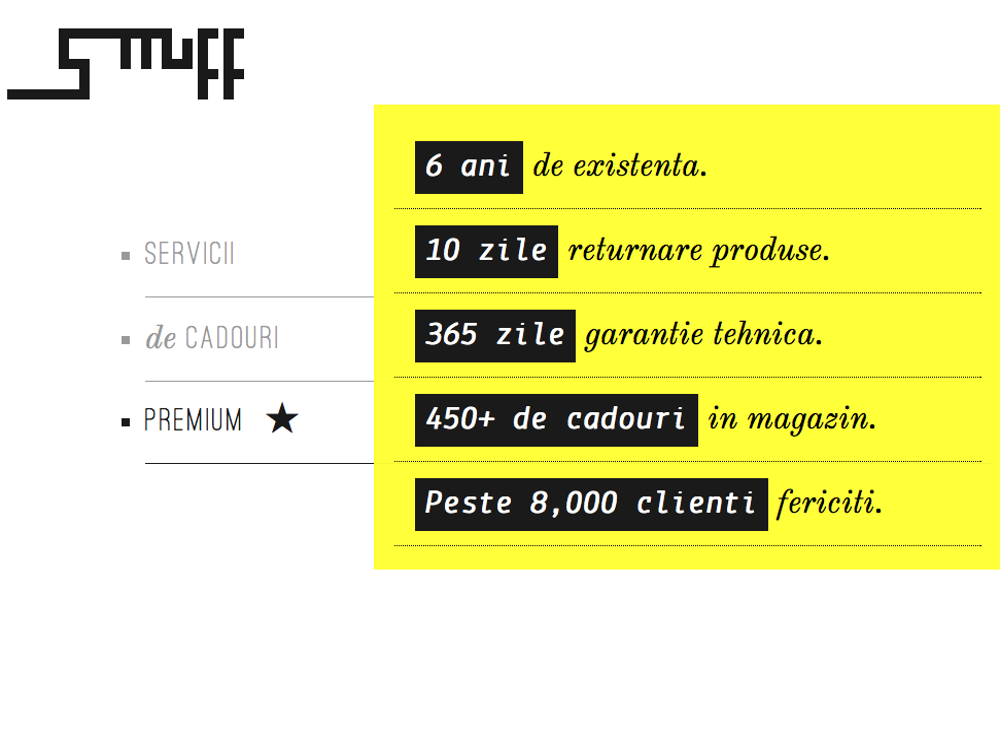 Smuff
SERVICII
de CADOURI
PREMIUM ★
6 ani de existenta.
10 zile returnare produse.
365 zile garantie tehnica.
450+ de cadouri in magazin.
Peste 8,000 clienti fericiti.